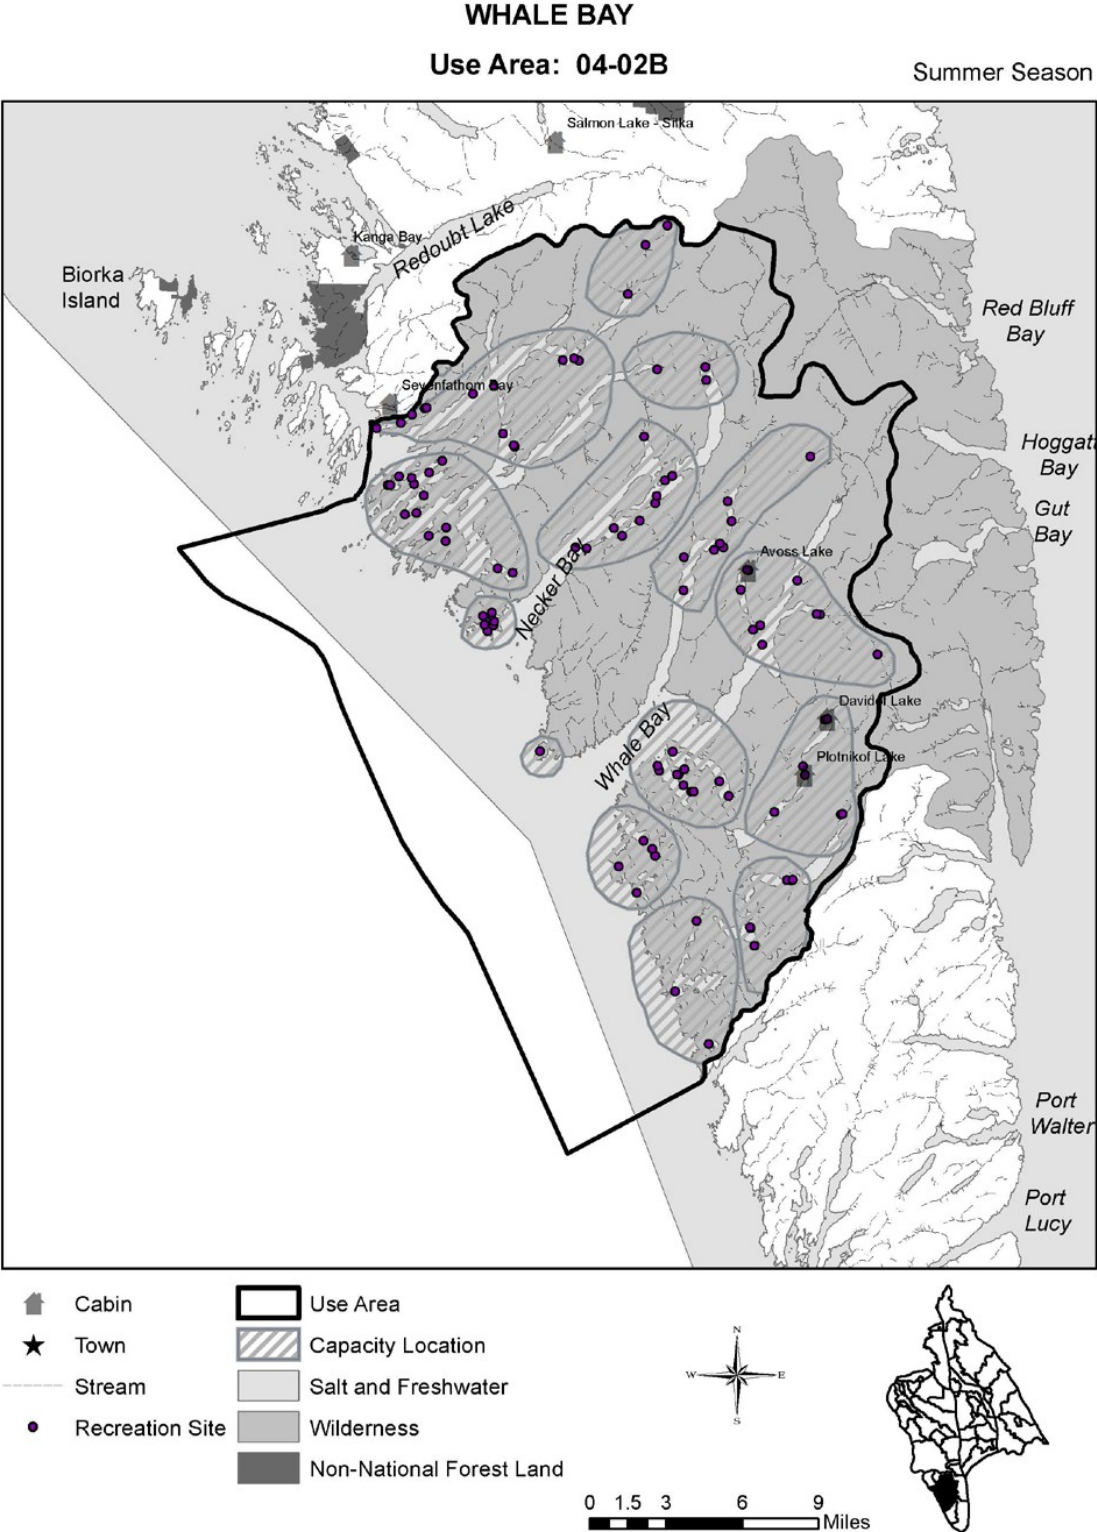 WHALE BAY
Use Area: 04-02B
Summer Season
Salmon Lake - Sitka
Kanga Bay
Redoubt Lake
Biorka
Island
Red Bluff
Bay
Sevenfathom Bay
Hoggatt
Bay
Gut
Bay
Avoss Lake
Necker Bay
Davidof Lake
Whale Bay
Plotnikof Lake
Port
Walter
Port
Lucy
Cabin
Town
Stream
Recreation Site
Use Area
Capacity Location
Salt and Freshwater
Wilderness
Non-National Forest Land
N
W E
S
0 1.5 3 6 9
Miles